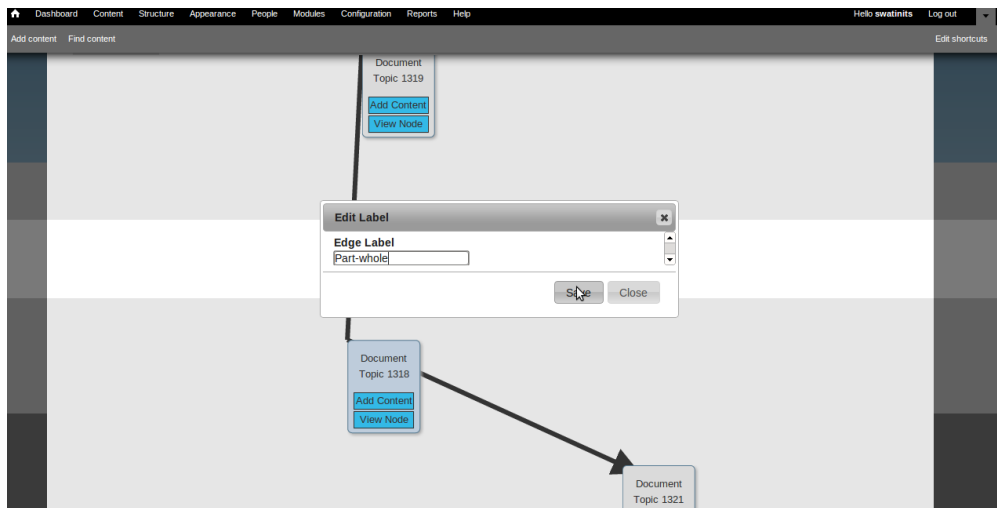 Dashboard Content Structure Appearance People Modules Configuration Reports Help Hello swatinits Log out
Add content Find content Edit shortcuts
Document
Topic 1319
Add Content
View Node
Edit Label
Edge Label
Part-whole
Save Close
Document
Topic 1318
Add Content
View Node
Document
Topic 1321